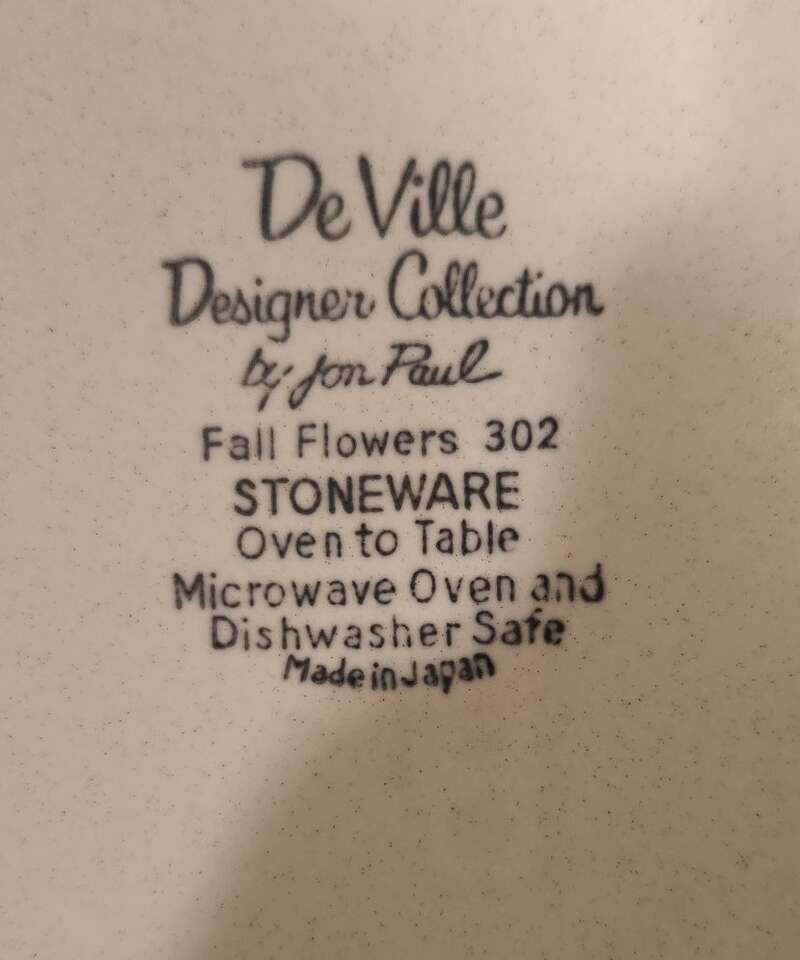 De Ville
Designer Collection
by Jon Paul
Fall Flowers 302
STONEWARE
Oven to Table
Microwave Oven and
Dishwasher Safe
Made in Japan